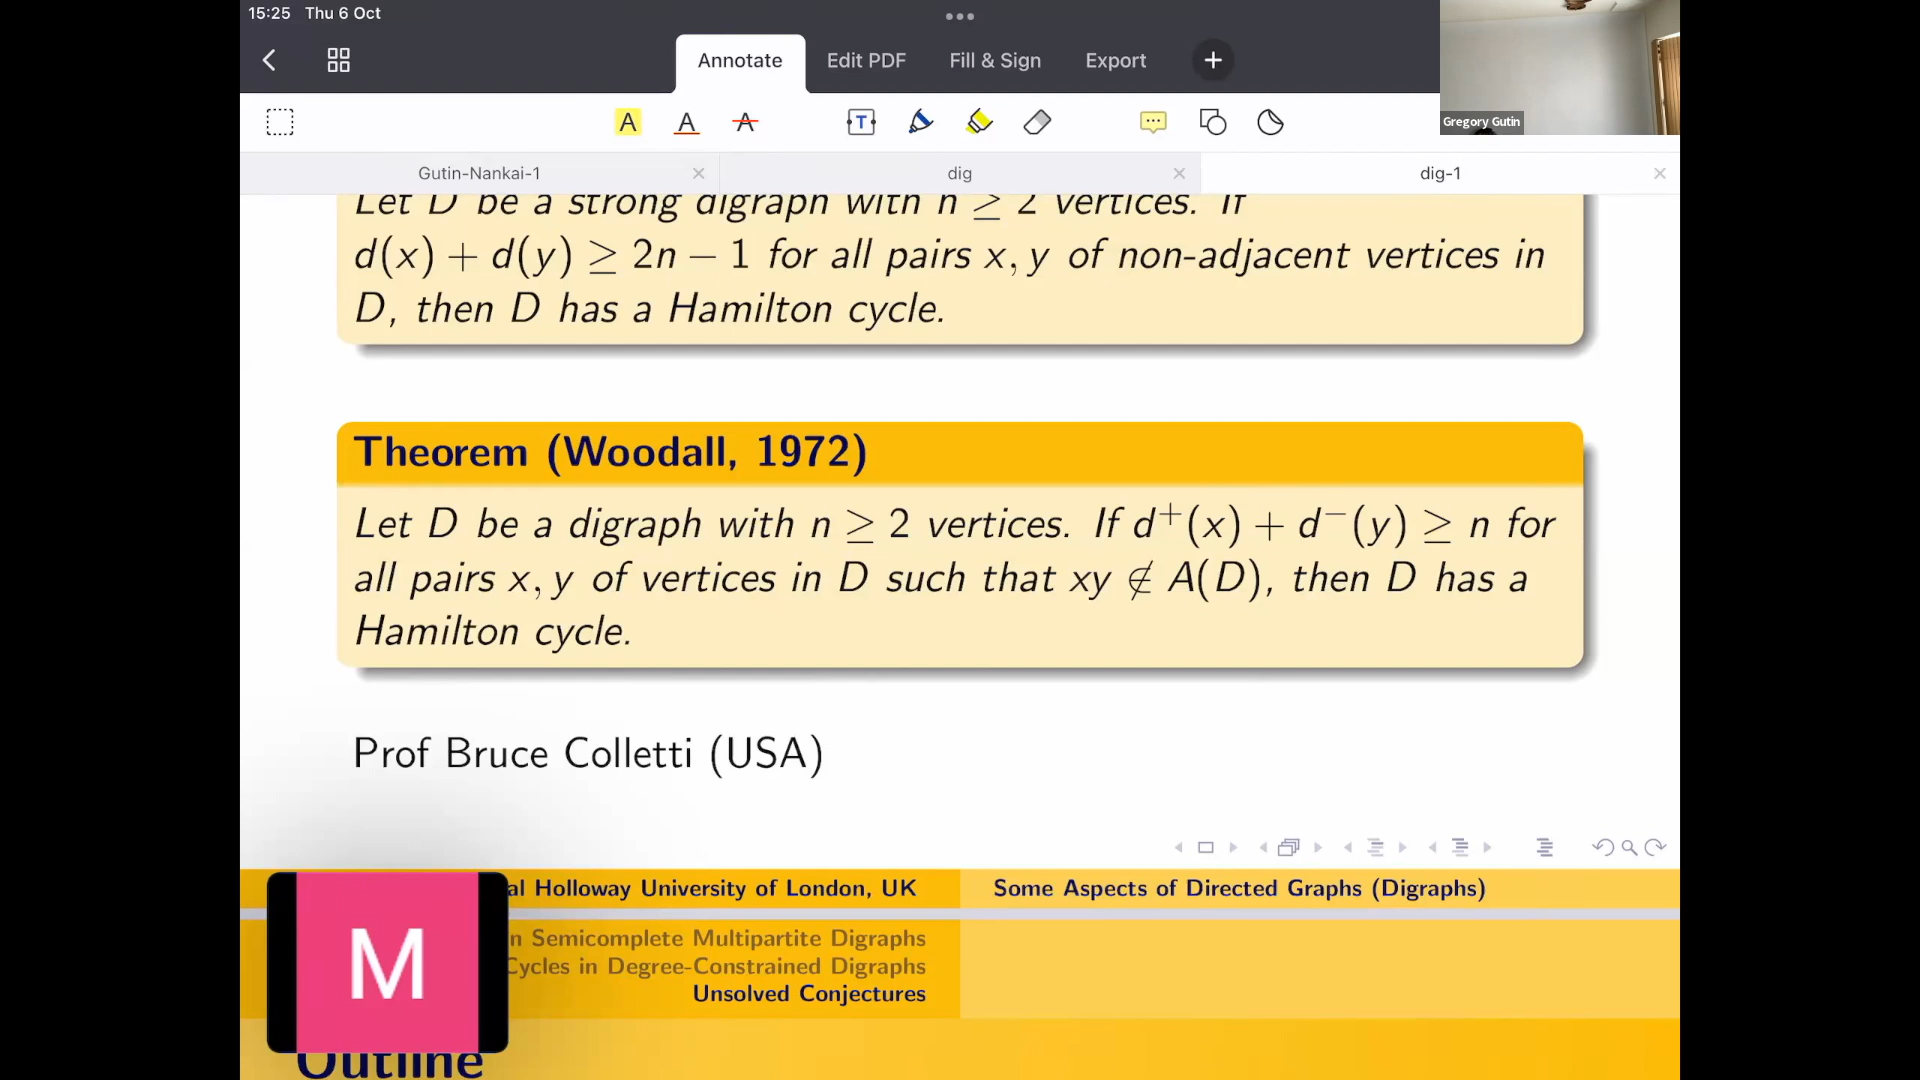 15:25 Thu 6 Oct
Annotate Edit PDF Fill & Sign Export
Gregory Gutin
A A A T
Gutin-Nankai-1 dig dig-1
Let D be a strong digraph with n ≥ 2 vertices. If
d(x) + d(y) ≥ 2n − 1 for all pairs x, y of non-adjacent vertices in
D, then D has a Hamilton cycle.
Theorem (Woodall, 1972)
Let D be a digraph with n ≥ 2 vertices. If d⁺(x) + d⁻(y) ≥ n for
all pairs x, y of vertices in D such that xy ∉ A(D), then D has a
Hamilton cycle.
Prof Bruce Colletti (USA)
al Holloway University of London, UK Some Aspects of Directed Graphs (Digraphs)
n Semicomplete Multipartite Digraphs
Cycles in Degree-Constrained Digraphs
Unsolved Conjectures
M
Outline